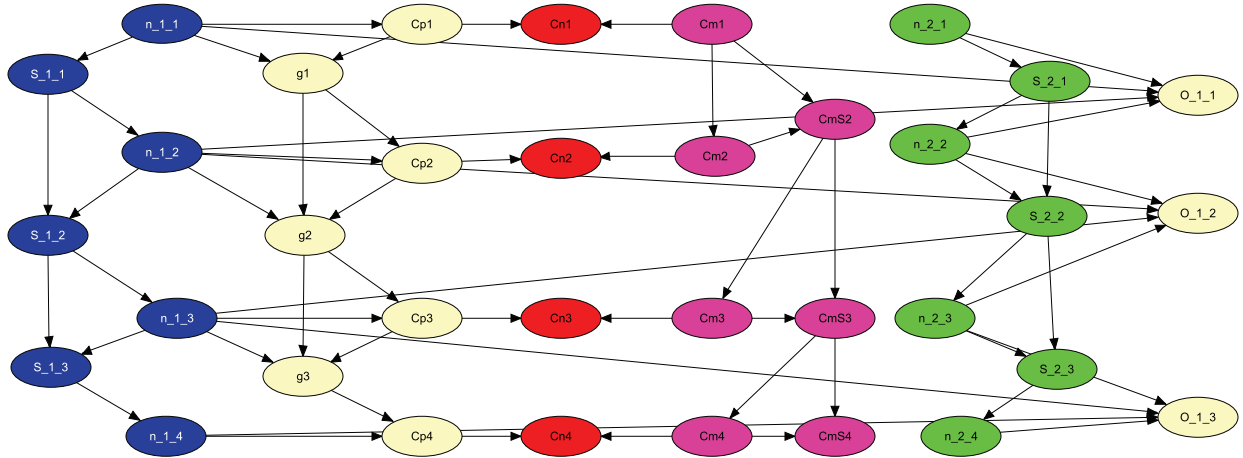 n_1_1
Cp1
Cn1
Cm1
n_2_1
S_1_1
g1
S_2_1
O_1_1
CmS2
n_1_2
Cp2
Cn2
Cm2
n_2_2
S_1_2
g2
S_2_2
O_1_2
n_1_3
Cp3
Cn3
Cm3
CmS3
n_2_3
S_1_3
g3
S_2_3
O_1_3
n_1_4
Cp4
Cn4
Cm4
CmS4
n_2_4